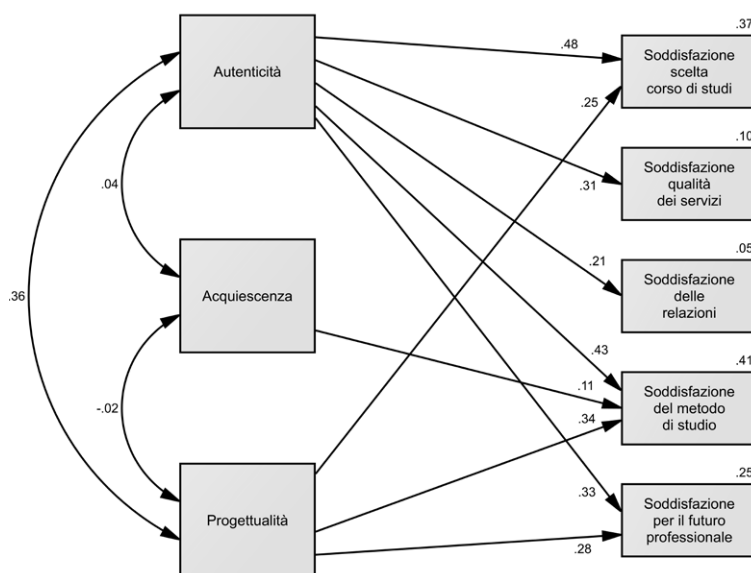 .37
.48
Soddisfazione
scelta
corso di studi
Autenticità
.25
.10
.04
.31
Soddisfazione
qualità
dei servizi
.05
.21
Acquiescenza
Soddisfazione
delle
relazioni
.36
.43
.41
.11
Soddisfazione
del metodo
di studio
-.02
.34
.25
.33
Progettualità
Soddisfazione
per il futuro
professionale
.28